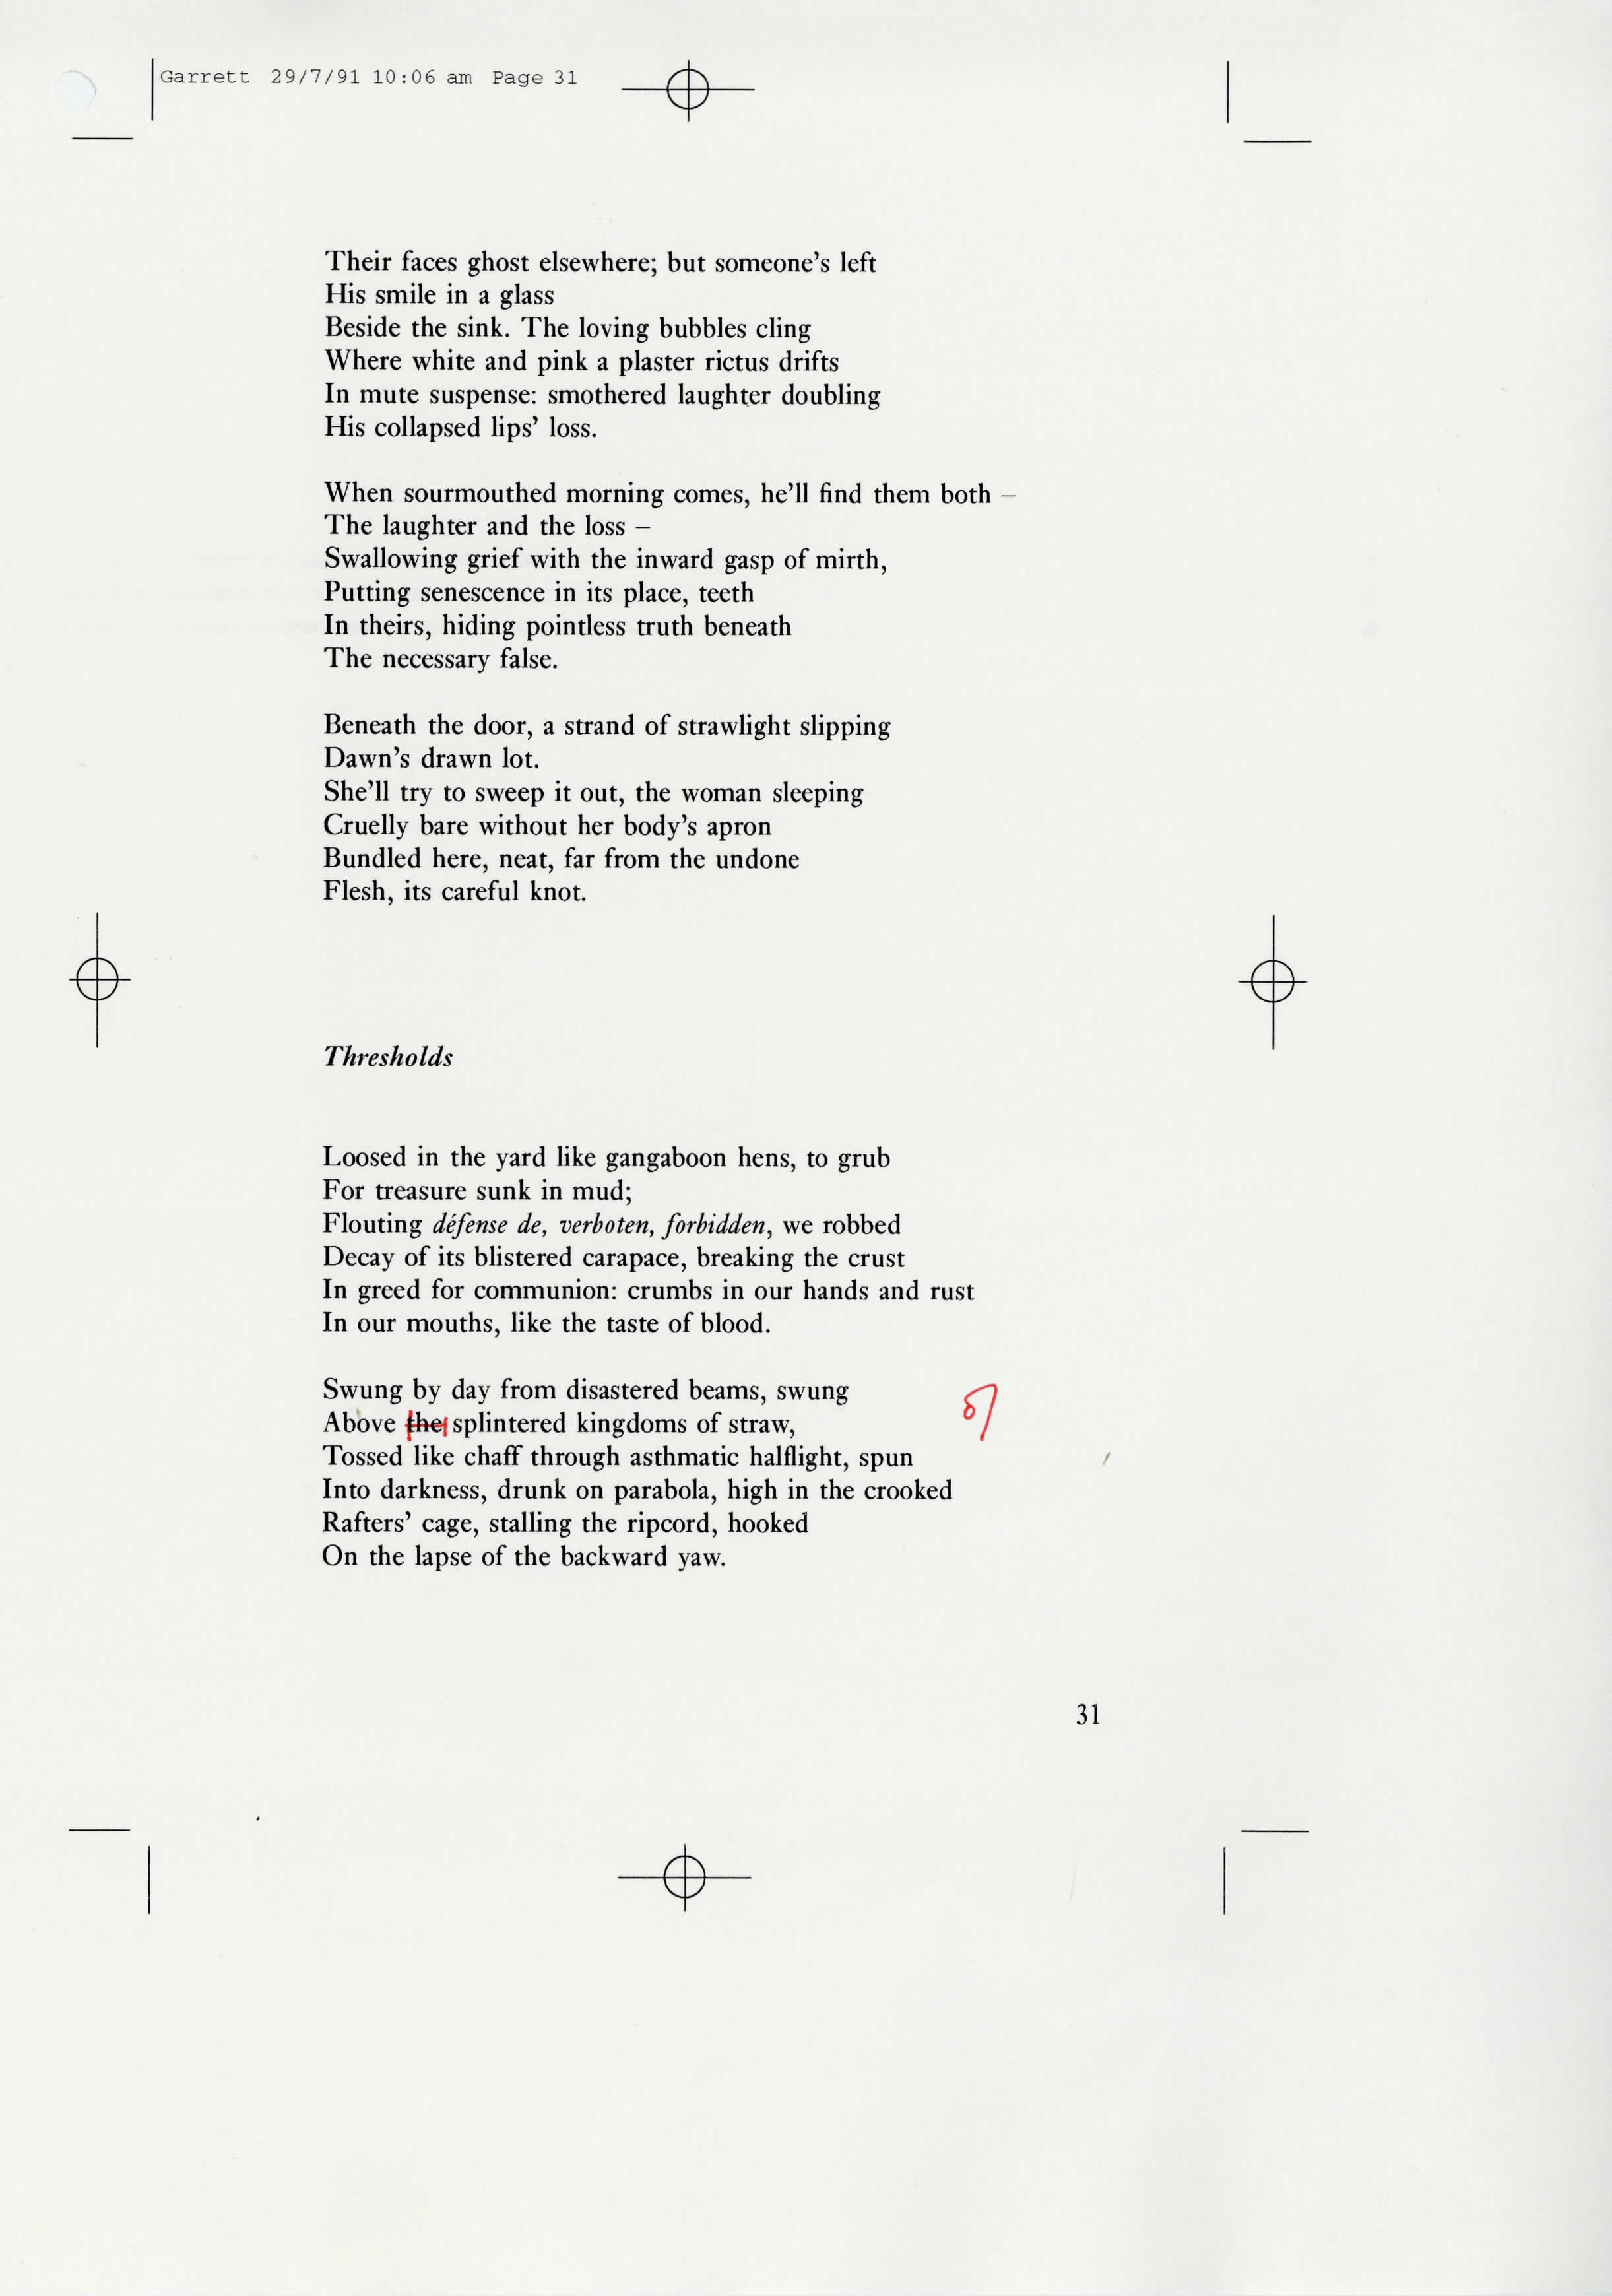 Garrett 29/7/91 10:06 am Page 31
Their faces ghost elsewhere; but someone’s left
His smile in a glass
Beside the sink. The loving bubbles cling
Where white and pink a plaster rictus drifts
In mute suspense: smothered laughter doubling
His collapsed lips’ loss.
When sourmouthed morning comes, he’ll find them both –
The laughter and the loss –
Swallowing grief with the inward gasp of mirth,
Putting senescence in its place, teeth
In theirs, hiding pointless truth beneath
The necessary false.
Beneath the door, a strand of strawlight slipping
Dawn’s drawn lot.
She’ll try to sweep it out, the woman sleeping
Cruelly bare without her body’s apron
Bundled here, neat, far from the undone
Flesh, its careful knot.
Thresholds
Loosed in the yard like gangaboon hens, to grub
For treasure sunk in mud;
Flouting défense de, verboten, forbidden, we robbed
Decay of its blistered carapace, breaking the crust
In greed for communion: crumbs in our hands and rust
In our mouths, like the taste of blood.
Swung by day from disastered beams, swung
Above the splintered kingdoms of straw,
Tossed like chaff through asthmatic halflight, spun
Into darkness, drunk on parabola, high in the crooked
Rafters’ cage, stalling the ripcord, hooked
On the lapse of the backward yaw.
31